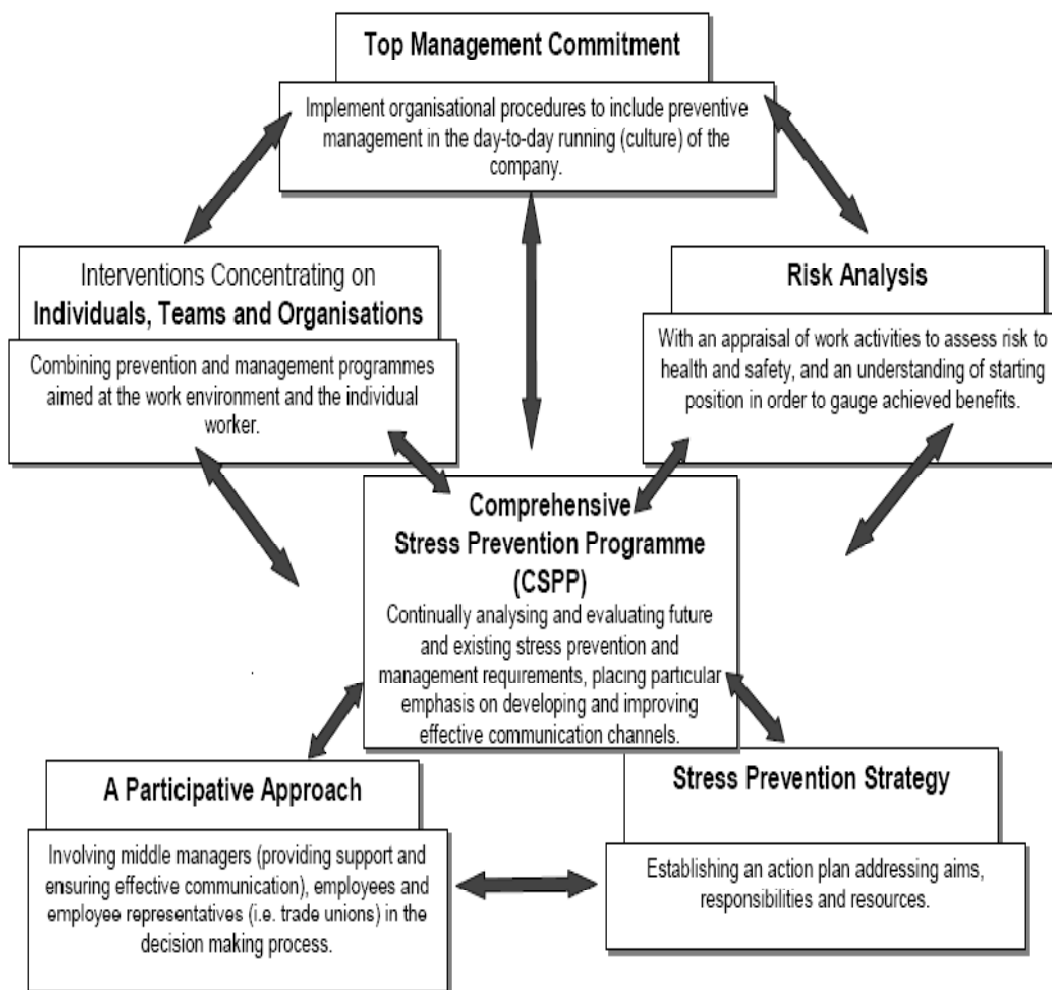 Top Management Commitment
Implement organisational procedures to include preventive
management in the day-to-day running (culture) of the
company.
Interventions Concentrating on
Individuals, Teams and Organisations
Combining prevention and management programmes
aimed at the work environment and the individual
worker.
Risk Analysis
With an appraisal of work activities to assess risk to
health and safety, and an understanding of starting
position in order to gauge achieved benefits.
Comprehensive
Stress Prevention Programme
(CSPP)
Continually analysing and evaluating future
and existing stress prevention and
management requirements, placing particular
emphasis on developing and improving
effective communication channels.
A Participative Approach
Involving middle managers (providing support and
ensuring effective communication), employees and
employee representatives (i.e. trade unions) in the
decision making process.
Stress Prevention Strategy
Establishing an action plan addressing aims,
responsibilities and resources.